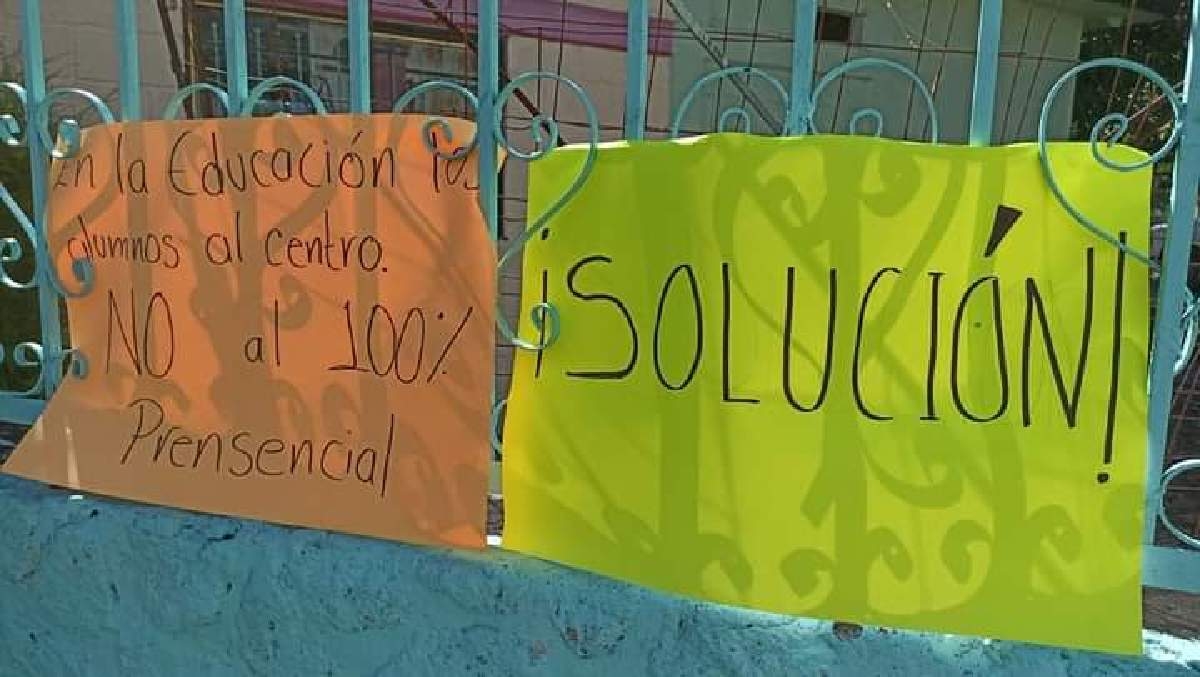 En la Educación los
alumnos al centro.
NO al 100%
Prensencial
¡SOLUCIÓN!